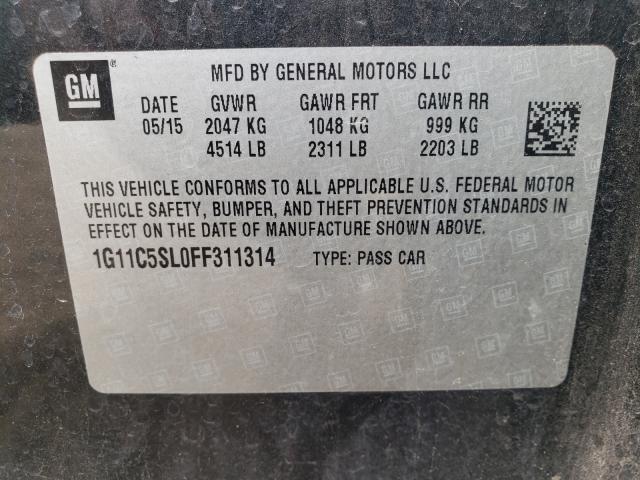 GM ®
MFD BY GENERAL MOTORS LLC
DATE GVWR GAWR FRT GAWR RR
05/15 2047 KG 1048 KG 999 KG
4514 LB 2311 LB 2203 LB
THIS VEHICLE CONFORMS TO ALL APPLICABLE U.S. FEDERAL MOTOR
VEHICLE SAFETY, BUMPER, AND THEFT PREVENTION STANDARDS IN
EFFECT ON THE DATE OF MANUFACTURE SHOWN ABOVE.
1G11C5SL0FF311314 TYPE: PASS CAR